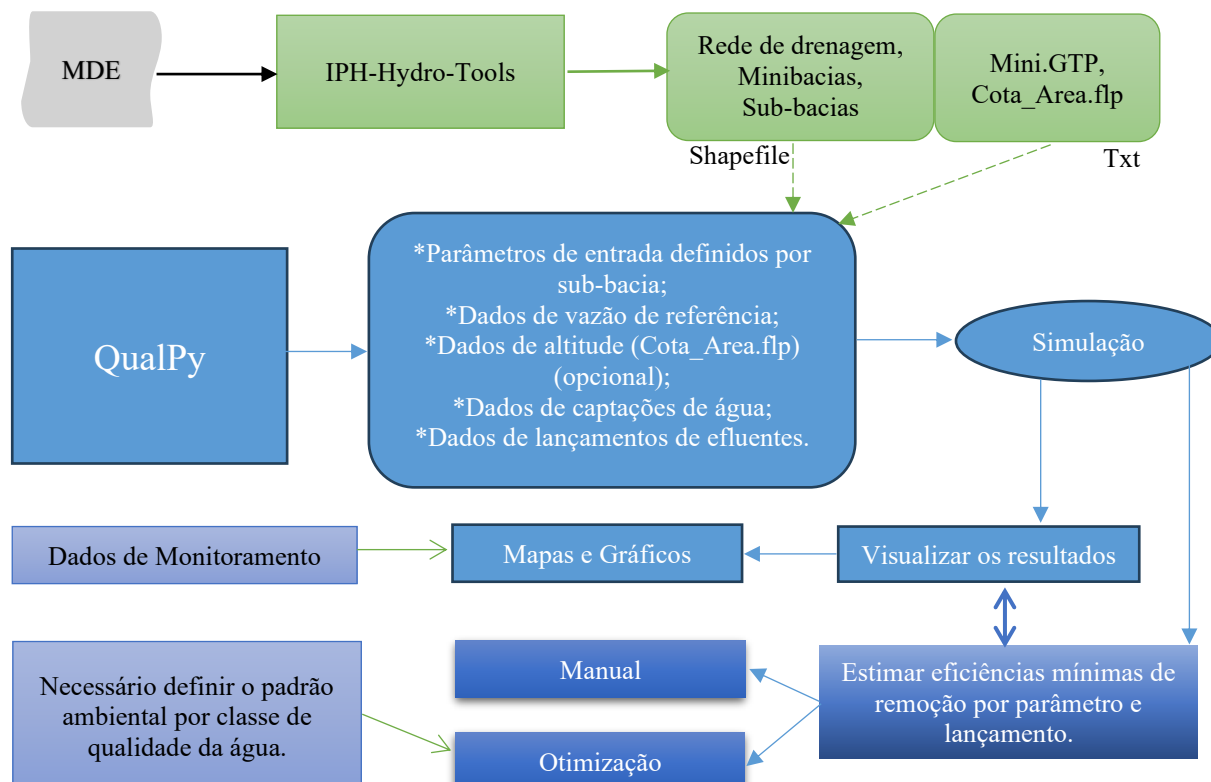 MDE
IPH-Hydro-Tools
Rede de drenagem,
Minibacias,
Sub-bacias
Mini.GTP,
Cota_Area.flp
Shapefile
Txt
QualPy
*Parâmetros de entrada definidos por
sub-bacia;
*Dados de vazão de referência;
*Dados de altitude (Cota_Area.flp)
(opcional);
*Dados de captações de água;
*Dados de lançamentos de efluentes.
Simulação
Dados de Monitoramento
Mapas e Gráficos
Visualizar os resultados
Necessário definir o padrão
ambiental por classe de
qualidade da água.
Manual
Otimização
Estimar eficiências mínimas de
remoção por parâmetro e
lançamento.